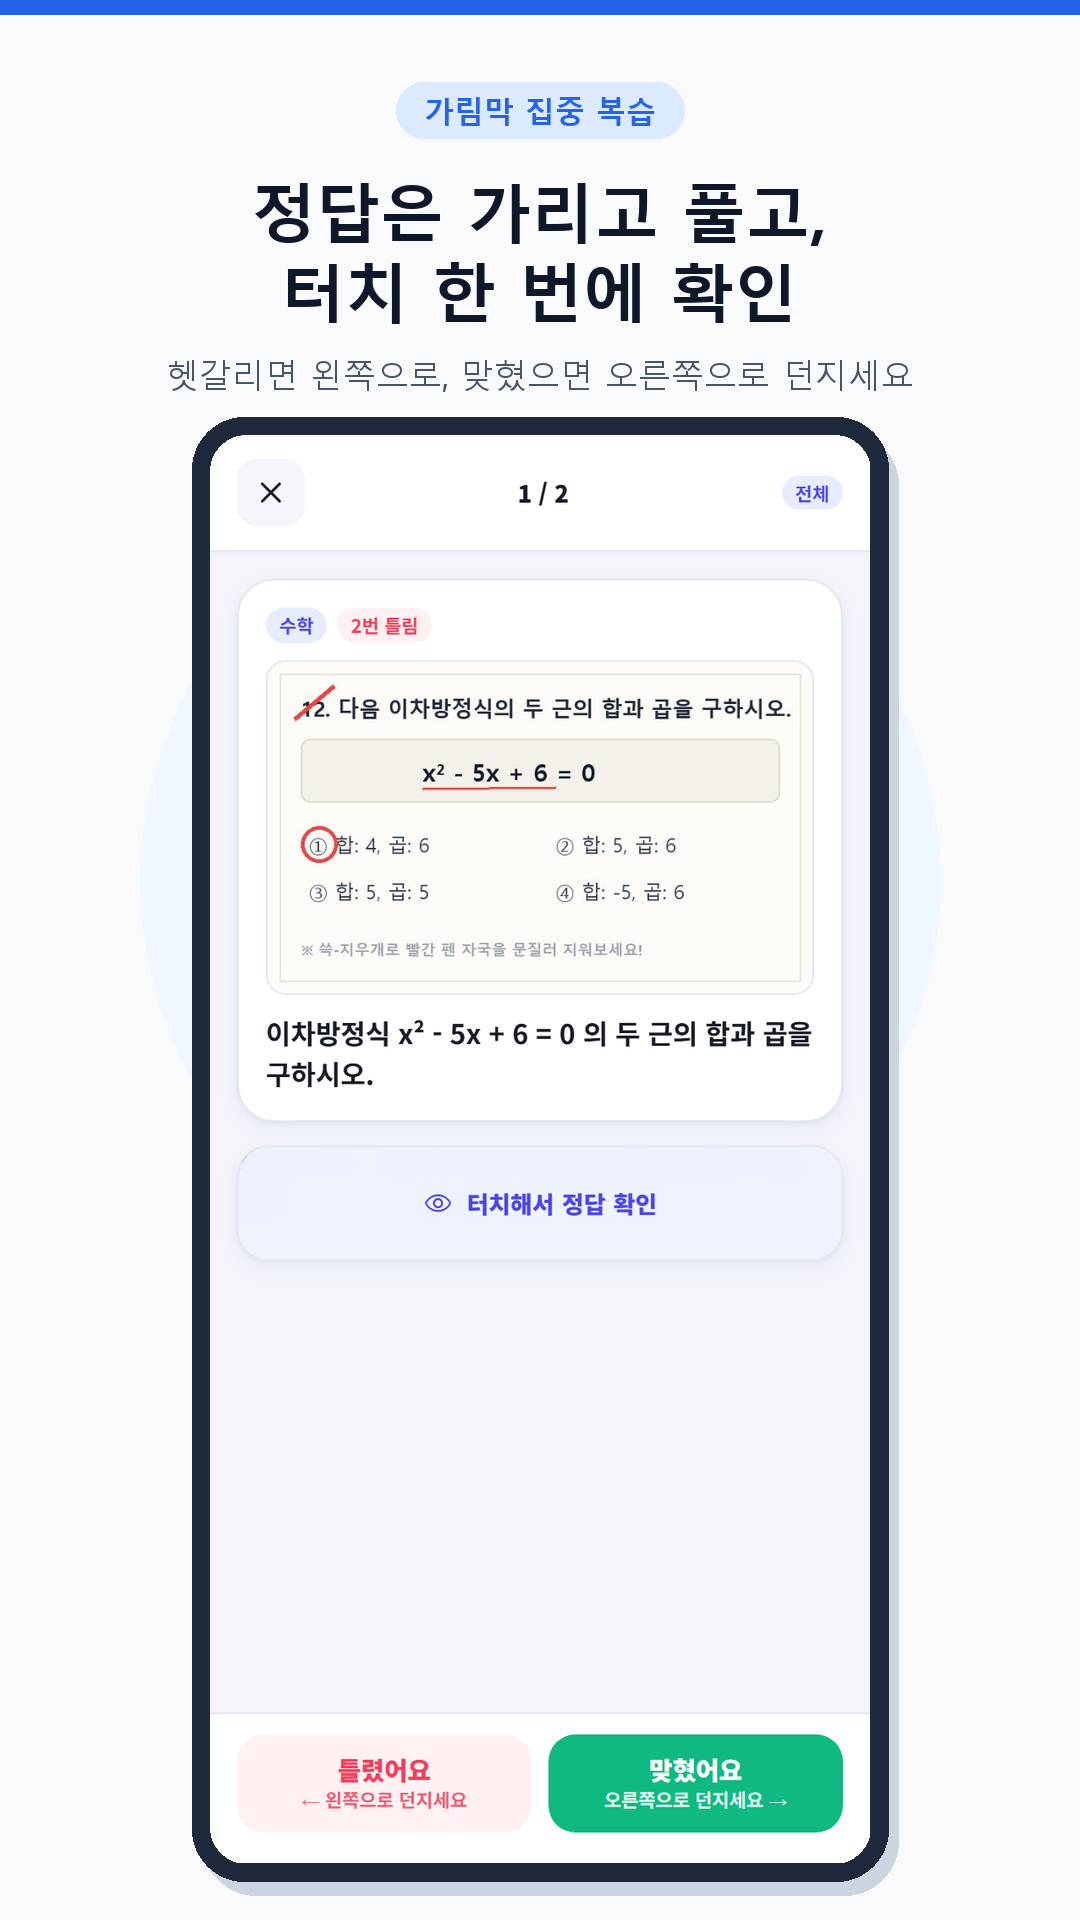 가림막 집중 복습
정답은 가리고 풀고,
터치 한 번에 확인
헷갈리면 왼쪽으로, 맞혔으면 오른쪽으로 던지세요
1 / 2
전체
수학
2번 틀림
12. 다음 이차방정식의 두 근의 합과 곱을 구하시오.
x² - 5x + 6 = 0
① 합: 4, 곱: 6
② 합: 5, 곱: 6
③ 합: 5, 곱: 5
④ 합: -5, 곱: 6
※ 쓱-지우개로 빨간 펜 자국을 문질러 지워보세요!
이차방정식 x² - 5x + 6 = 0 의 두 근의 합과 곱을
구하시오.
터치해서 정답 확인
틀렸어요
← 왼쪽으로 던지세요
맞혔어요
오른쪽으로 던지세요 →